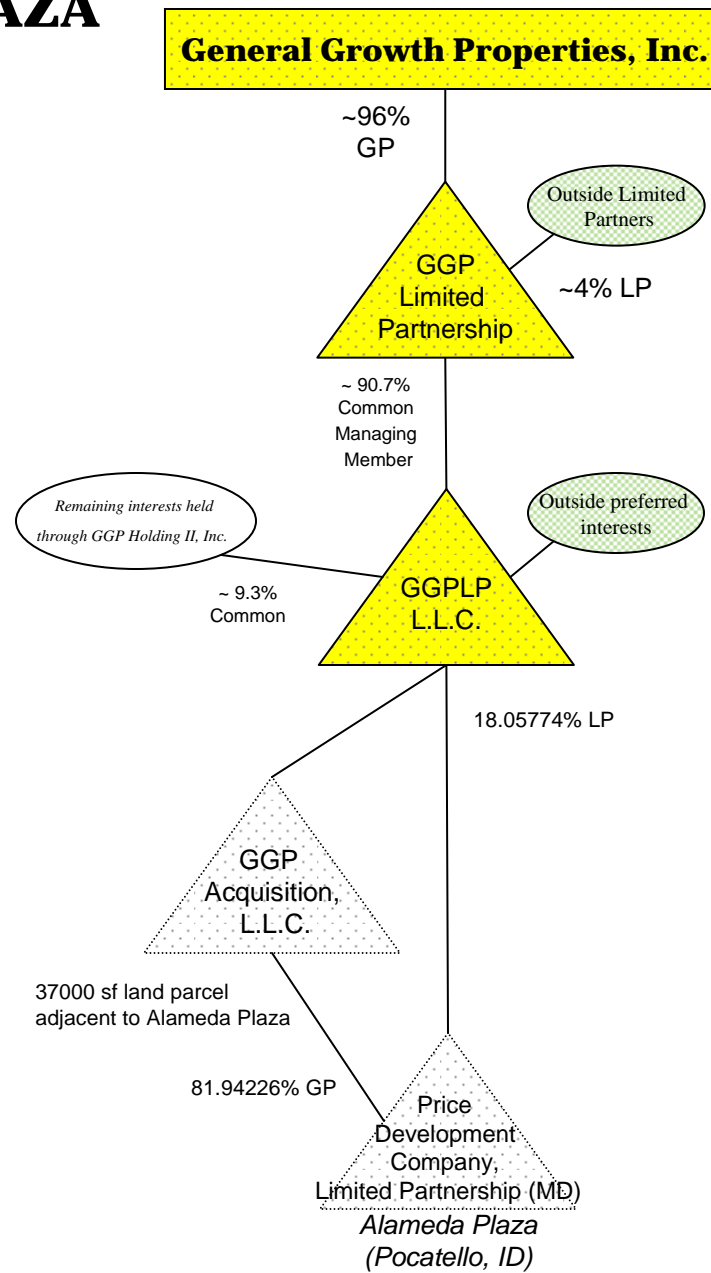 General Growth Properties, Inc.
~96%
GP
Outside Limited
Partners
GGP
Limited
Partnership
~4% LP
~ 90.7%
Common
Managing
Member
Remaining interests held
through GGP Holding II, Inc.
Outside preferred
interests
~ 9.3%
Common
GGPLP
L.L.C.
18.05774% LP
GGP
Acquisition,
L.L.C.
37000 sf land parcel
adjacent to Alameda Plaza
81.94226% GP
Price
Development
Company,
Limited Partnership (MD)
Alameda Plaza
(Pocatello, ID)